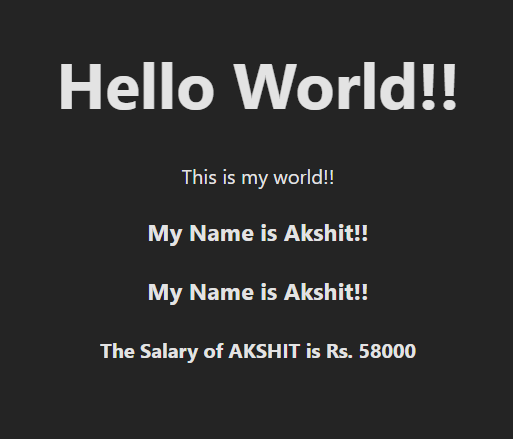 Hello World!!
This is my world!!
My Name is Akshit!!
My Name is Akshit!!
The Salary of AKSHIT is Rs. 58000